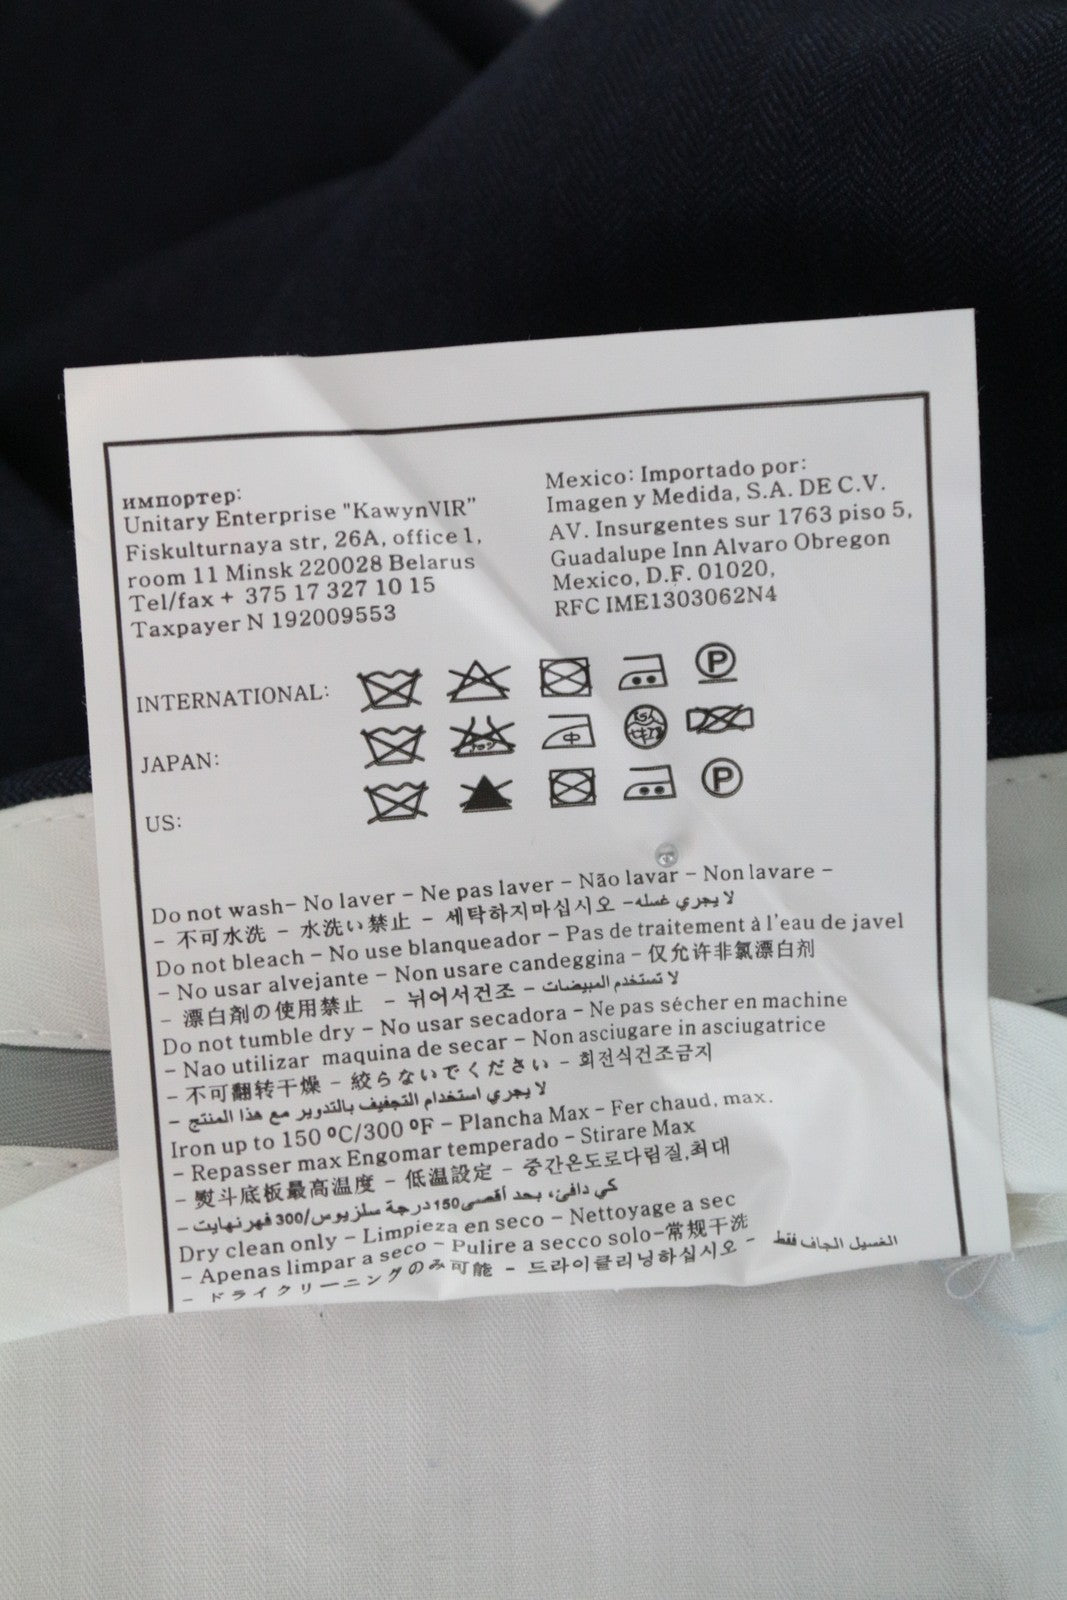 импортер:
Unitary Enterprise "KawynVIR"
Fiskulturnaya str, 26A, office 1,
room 11 Minsk 220028 Belarus
Tel/fax + 375 17 327 10 15
Taxpayer N 192009553
Mexico: Importado por:
Imagen y Medida, S.A. DE C.V.
AV. Insurgentes sur 1763 piso 5,
Guadalupe Inn Alvaro Obregon
Mexico, D.F. 01020,
RFC IME1303062N4
INTERNATIONAL:
P
JAPAN:
中
US:
P
Do not wash- No laver - Ne pas laver - Não lavar - Non lavare -
- 不可水洗 - 水洗い禁止 - 세탁하지마십시오 - لا يجري غسله
Do not bleach - No use blanqueador - Pas de traitement à l'eau de javel
- No usar alvejante - Non usare candeggina - 仅允许非氯漂白剂
- 漂白剤の使用禁止 - 뉘어서건조 - لا تستخدم المبيضات
Do not tumble dry - No usar secadora - Ne pas sécher en machine
- Nao utilizar maquina de secar - Non asciugare in asciugatrice
- 不可翻转干燥 - 絞らないでください - 회전식건조금지
لا يجري استخدام التجفيف بالتدوير مع هذا المنتج -
Iron up to 150 ºC/300 ºF - Plancha Max - Fer chaud, max.
- Repasser max Engomar temperado - Stirare Max
- 熨斗底板最高温度 - 低温設定 - 중간온도로다림질,최대
كي دافئ، بحد أقصى 150 درجة سلزيوس/300 فهرنهايت -
Dry clean only - Limpieza en seco - Nettoyage a sec
- Apenas limpar a seco - Pulire a secco solo-常规干洗
- ドライクリーニングのみ可能 - 드라이클리닝하십시오 - الغسيل الجاف فقط